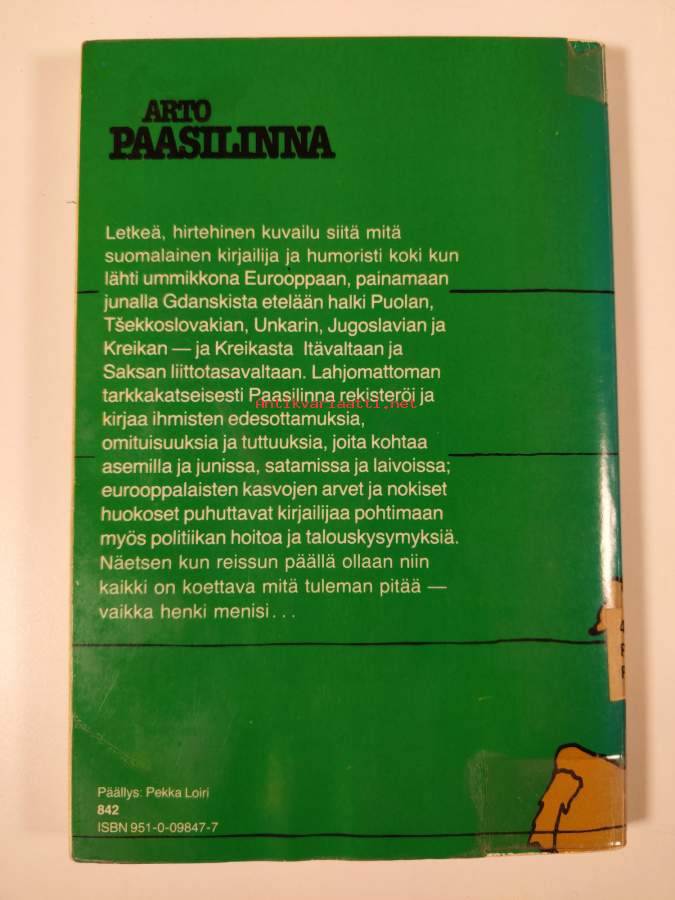 ARTO
PAASILINNA
Letkeä, hirtehinen kuvailu siitä mitä
suomalainen kirjailija ja humoristi koki kun
lähti ummikkona Eurooppaan, painamaan
junalla Gdanskista etelään halki Puolan,
Tšekkoslovakian, Unkarin, Jugoslavian ja
Kreikan — ja Kreikasta Itävaltaan ja
Saksan liittotasavaltaan. Lahjomattoman
tarkkakatseisesti Paasilinna rekisteröi ja
Antikvariaatti.net
kirjaa ihmisten edesottamuksia,
omituisuuksia ja tuttuuksia, joita kohtaa
asemilla ja junissa, satamissa ja laivoissa;
eurooppalaisten kasvojen arvet ja nokiset
huokoset puhuttavat kirjailijaa pohtimaan
myös politiikan hoitoa ja talouskysymyksiä.
Näetsen kun reissun päällä ollaan niin
kaikki on koettava mitä tuleman pitää —
vaikka henki menisi...
Päällys: Pekka Loiri
842
ISBN 951-0-09847-7